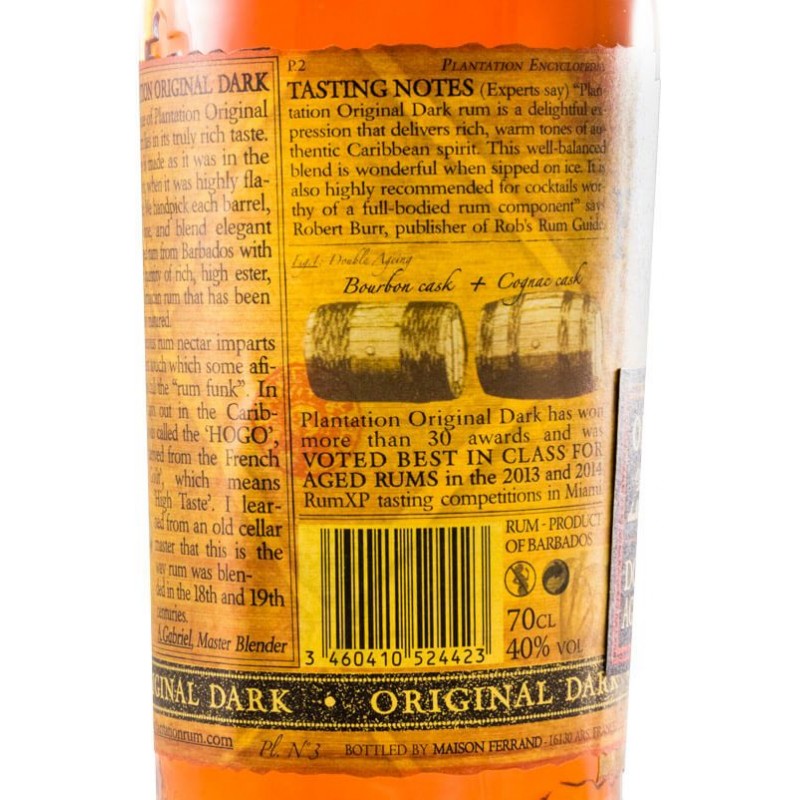 P.2 PLANTATION ENCYCLOPEDIA
ORIGINAL DARK
of Plantation Original
in its truly rich taste.
made as it was in the
when it was highly fla-
We handpick each barrel,
and blend elegant
rum from Barbados with
of rich, high ester,
rum that has been
matured.
rum nectar imparts
touch which some afi-
the "rum funk". In
out in the Carib-
called the 'HOGO',
from the French
which means
'High Taste'. I lear-
ned from an old cellar
master that this is the
way rum was blen-
ded in the 18th and 19th
centuries.
A.Gabriel, Master Blender
TASTING NOTES (Experts say) "Plan-
tation Original Dark rum is a delightful ex-
pression that delivers rich, warm tones of au-
thentic Caribbean spirit. This well-balanced
blend is wonderful when sipped on ice. It is
also highly recommended for cocktails wor-
thy of a full-bodied rum component" says
Robert Burr, publisher of Rob's Rum Guide.
Fig.1: Double Ageing
Bourbon cask + Cognac cask
Plantation Original Dark has won
more than 30 awards and was
VOTED BEST IN CLASS FOR
AGED RUMS in the 2013 and 2014
RumXP tasting competitions in Miami.
RUM - PRODUCT
OF BARBADOS
70CL
40% VOL
3 460410 524423
ORIGINAL DARK • ORIGINAL DARK
plantationrum.com Pl. N°3 BOTTLED BY MAISON FERRAND - 16130 ARS, FRANCE